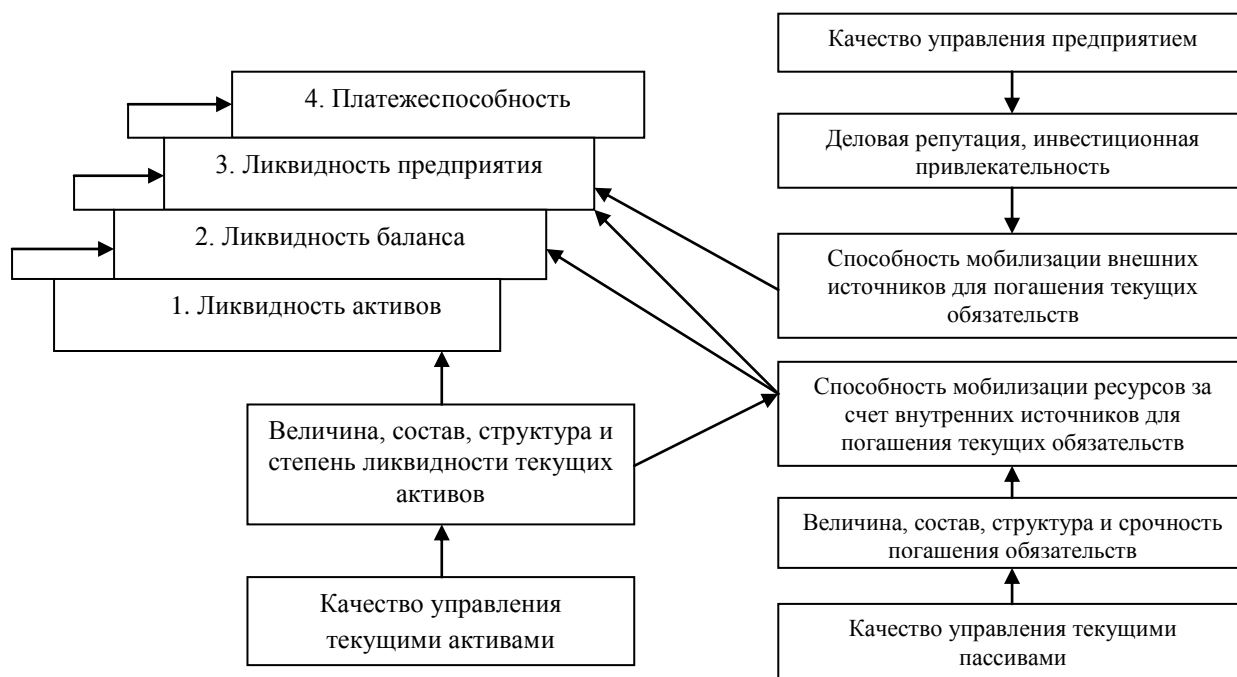 Качество управления предприятием
4. Платежеспособность
Деловая репутация, инвестиционная
привлекательность
3. Ликвидность предприятия
2. Ликвидность баланса
Способность мобилизации внешних
источников для погашения текущих
обязательств
1. Ликвидность активов
Способность мобилизации ресурсов за
счет внутренних источников для
погашения текущих обязательств
Величина, состав, структура и
степень ликвидности текущих
активов
Величина, состав, структура и срочность
погашения обязательств
Качество управления
текущими активами
Качество управления текущими
пассивами